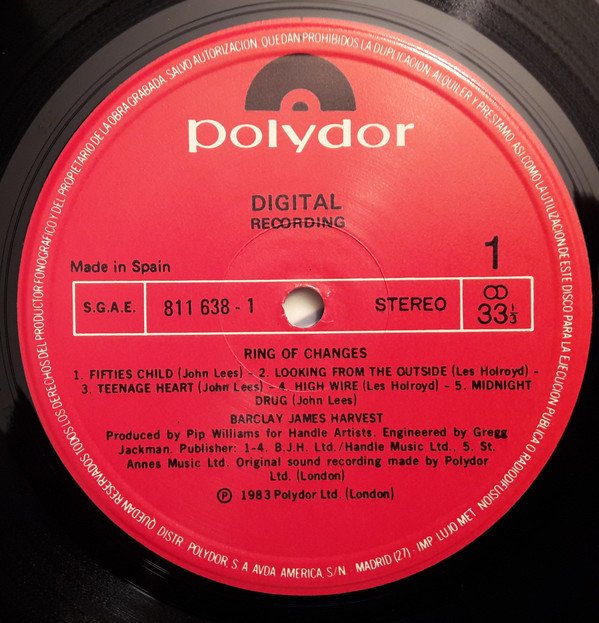 polydor
DIGITAL
RECORDING
Made in Spain
1
S.G.A.E.
811 638 - 1
STEREO
33 1/3
RING OF CHANGES
1. FIFTIES CHILD (John Lees) - 2. LOOKING FROM THE OUTSIDE (Les Holroyd) -
3. TEENAGE HEART (John Lees) - 4. HIGH WIRE (Les Holroyd) - 5. MIDNIGHT
DRUG (John Lees)
BARCLAY JAMES HARVEST
Produced by Pip Williams for Handle Artists. Engineered by Gregg
Jackman. Publisher: 1-4. B.J.H. Ltd./Handle Music Ltd., 5. St.
Annes Music Ltd. Original sound recording made by Polydor
Ltd. (London)
Ⓟ 1983 Polydor Ltd. (London)
RESERVADOS TODOS LOS DERECHOS DEL PRODUCTOR FONOGRAFICO Y DEL PROPIETARIO DE LA OBRA GRABADA. SALVO AUTORIZACION, QUEDAN PROHIBIDOS LA DUPLICACION, ALQUILER Y PRESTAMO, ASI COMO LA UTILIZACION DE ESTE DISCO PARA LA EJECUCION PUBLICA O RADIODIFUSION
QUEDAN DISTR. POLYDOR, S. A. AVDA. AMERICA, S/N - MADRID (27) - IMP. LUJO MET.